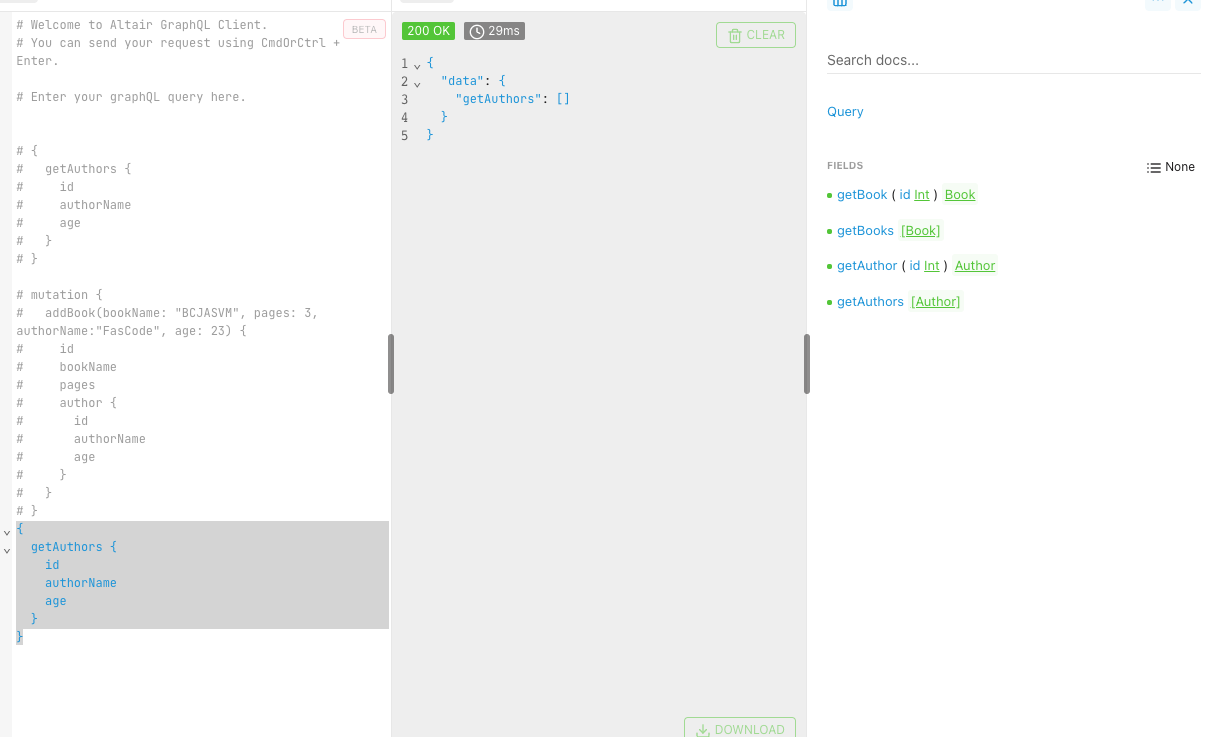 # Welcome to Altair GraphQL Client.
# You can send your request using CmdOrCtrl +
Enter.
BETA
# Enter your graphQL query here.
# {
#   getAuthors {
#     id
#     authorName
#     age
#   }
# }
# mutation {
#   addBook(bookName: "BCJASVM", pages: 3,
authorName:"FasCode", age: 23) {
#     id
#     bookName
#     pages
#     author {
#       id
#       authorName
#       age
#     }
#   }
# }
{
  getAuthors {
    id
    authorName
    age
  }
}
200 OK 29ms
CLEAR
1 {
2   "data": {
3     "getAuthors": []
4   }
5 }
DOWNLOAD
Search docs...
Query
FIELDS
None
getBook ( id Int ) Book
getBooks [Book]
getAuthor ( id Int ) Author
getAuthors [Author]